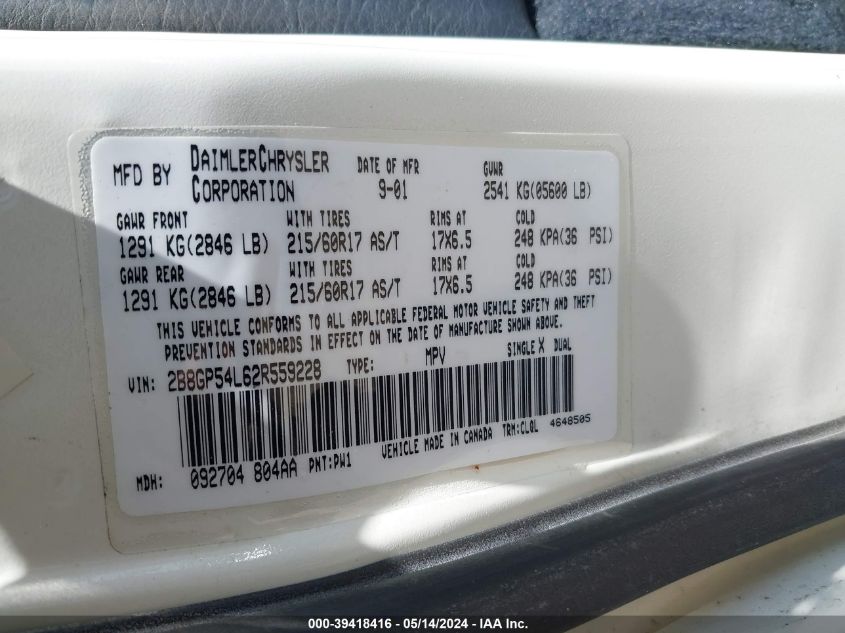 MFD BY DAIMLERCHRYSLER CORPORATION DATE OF MFR 9-01 GVWR 2541 KG(05600 LB)
GAWR FRONT WITH TIRES RIMS AT COLD
1291 KG(2846 LB) 215/60R17 AS/T 17X6.5 248 KPA(36 PSI)
GAWR REAR WITH TIRES RIMS AT COLD
1291 KG(2846 LB) 215/60R17 AS/T 17X6.5 248 KPA(36 PSI)
THIS VEHICLE CONFORMS TO ALL APPLICABLE FEDERAL MOTOR VEHICLE SAFETY AND THEFT
PREVENTION STANDARDS IN EFFECT ON THE DATE OF MANUFACTURE SHOWN ABOVE.
VIN: 2B8GP54L62R559228 TYPE: MPV SINGLE X DUAL
MDH: 092704 804AA PNT:PW1 VEHICLE MADE IN CANADA TRM:CLQL 4648505
000-39418416 - 05/14/2024 - IAA Inc.